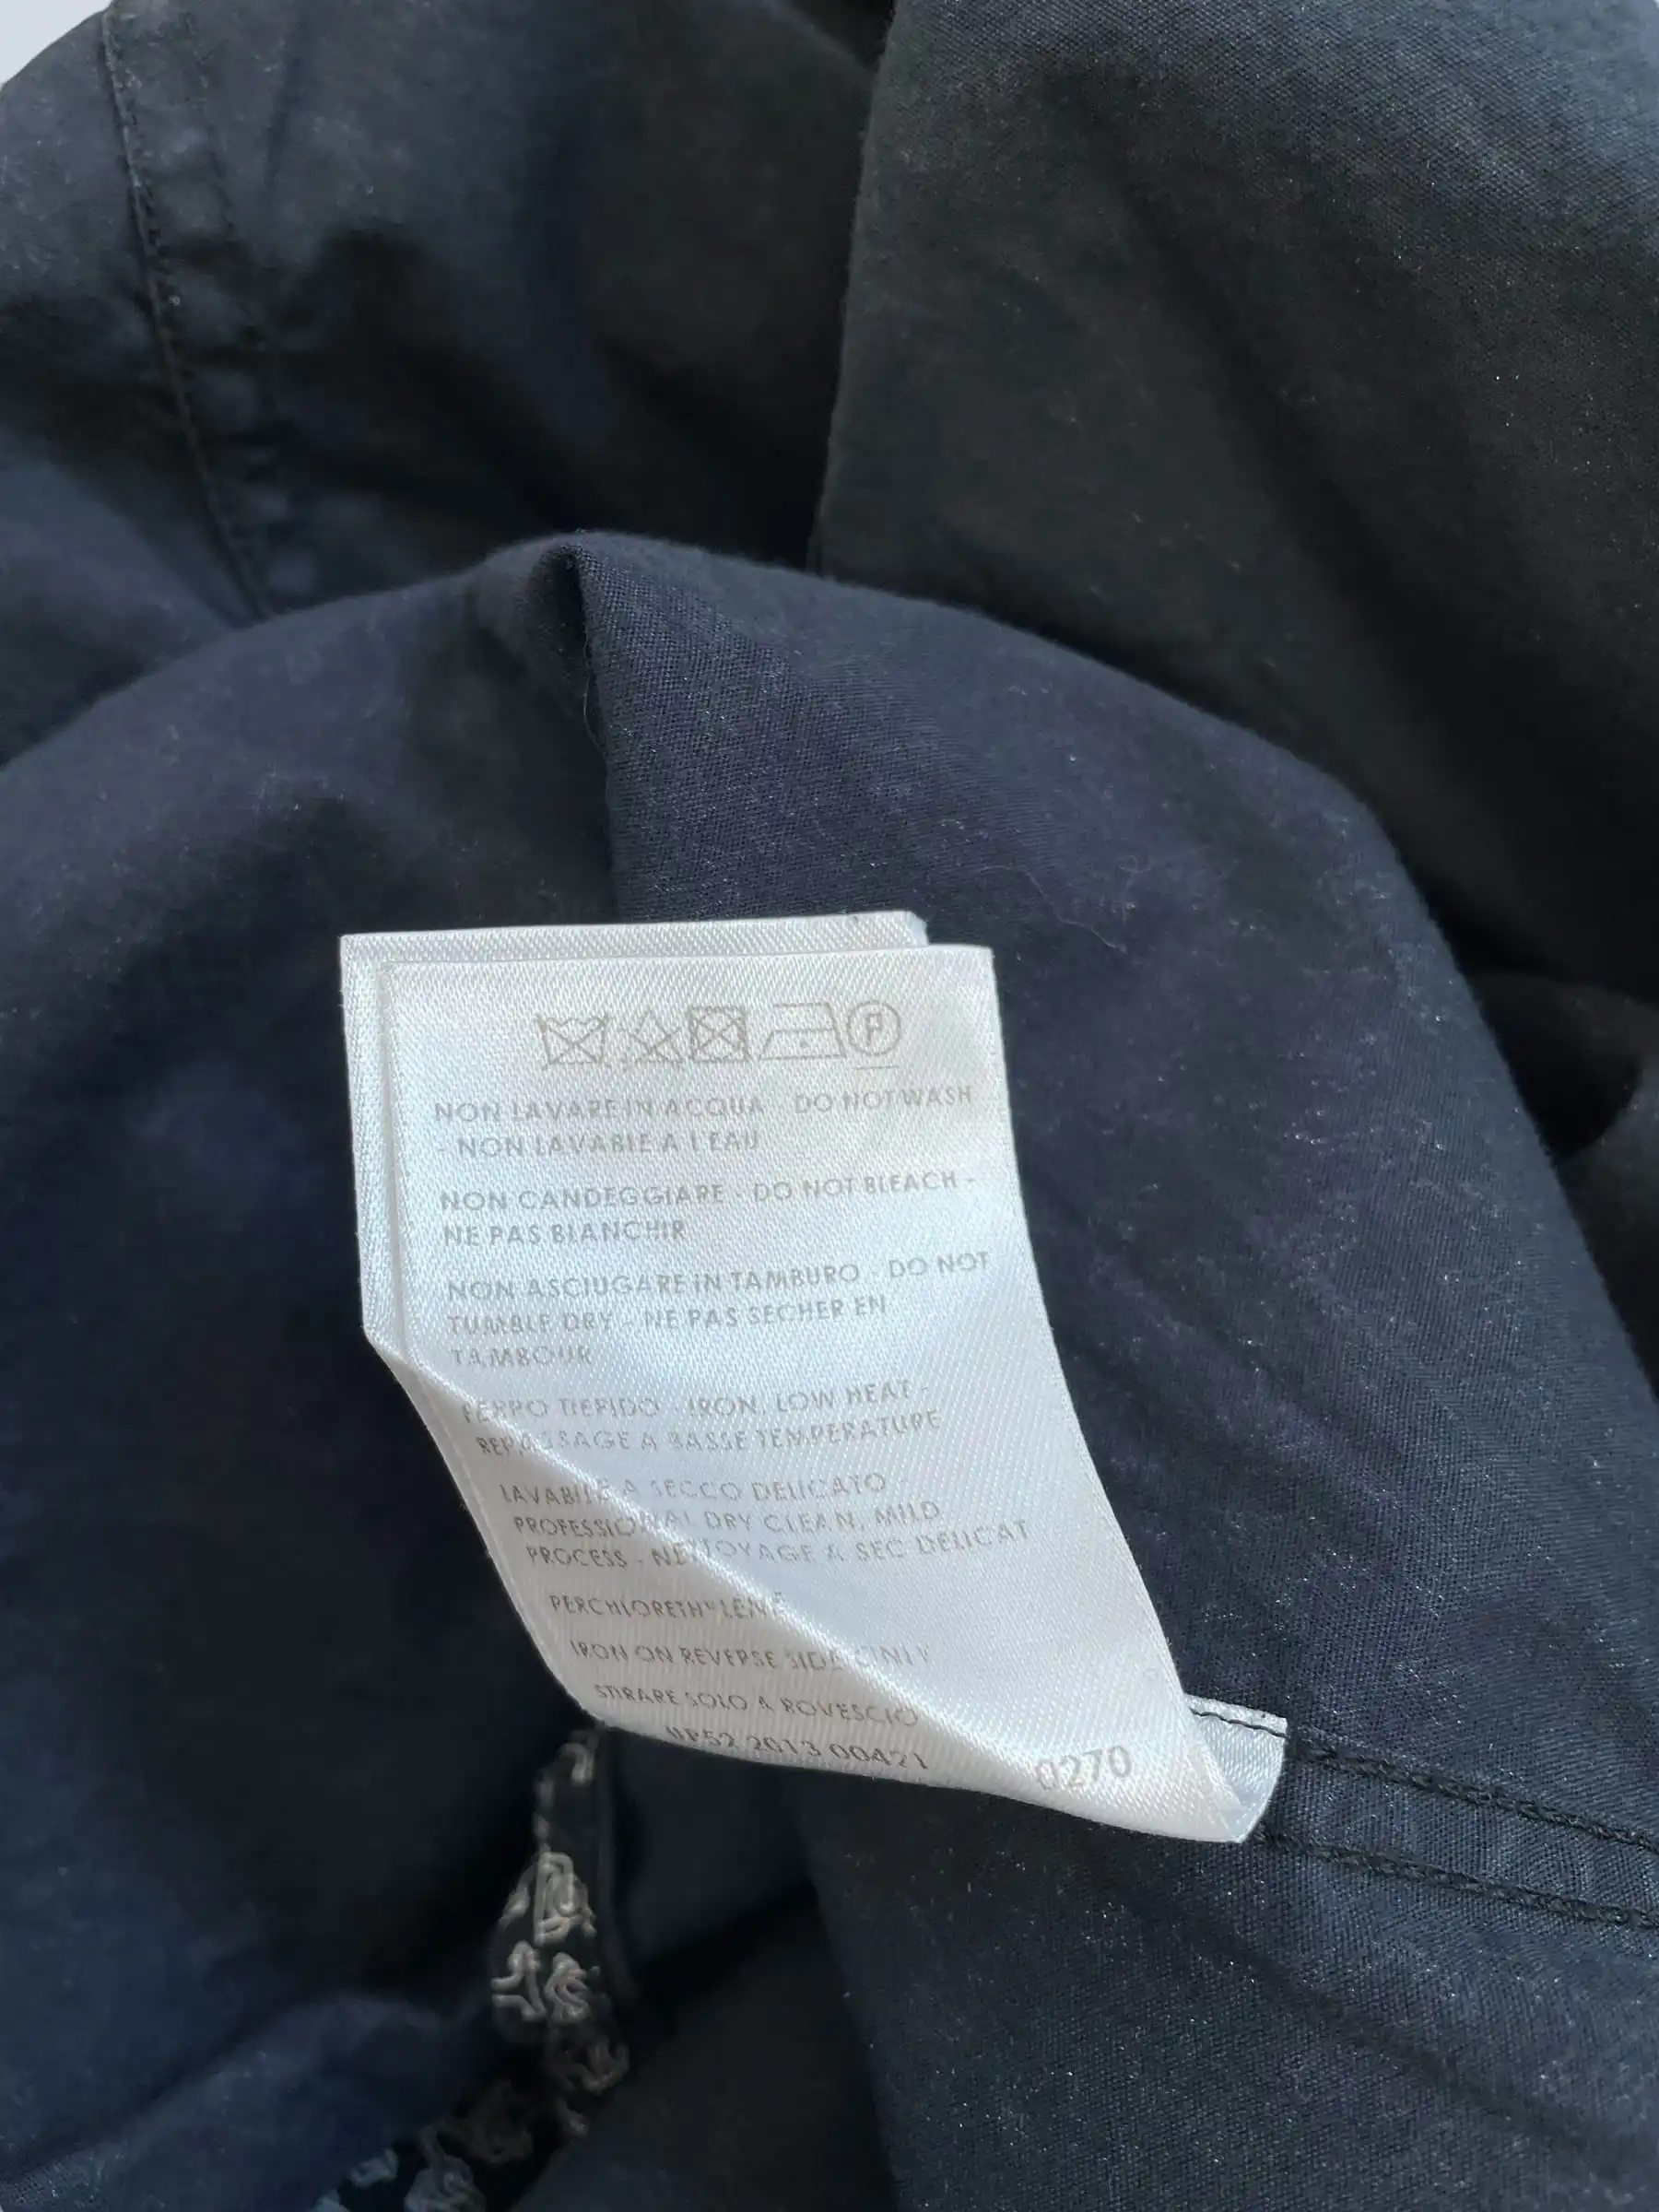 P
NON LAVARE IN ACQUA - DO NOT WASH
- NON LAVABLE A L'EAU
NON CANDEGGIARE - DO NOT BLEACH -
NE PAS BLANCHIR
NON ASCIUGARE IN TAMBURO - DO NOT
TUMBLE DRY - NE PAS SECHER EN
TAMBOUR
FERRO TIEPIDO - IRON, LOW HEAT -
REPASSAGE A BASSE TEMPERATURE
LAVABILE A SECCO DELICATO -
PROFESSIONAL DRY CLEAN, MILD
PROCESS - NETTOYAGE A SEC DELICAT
PERCHLORETHYLENE
IRON ON REVERSE SIDE ONLY
STIRARE SOLO A ROVESCIO
2013 00421 0270